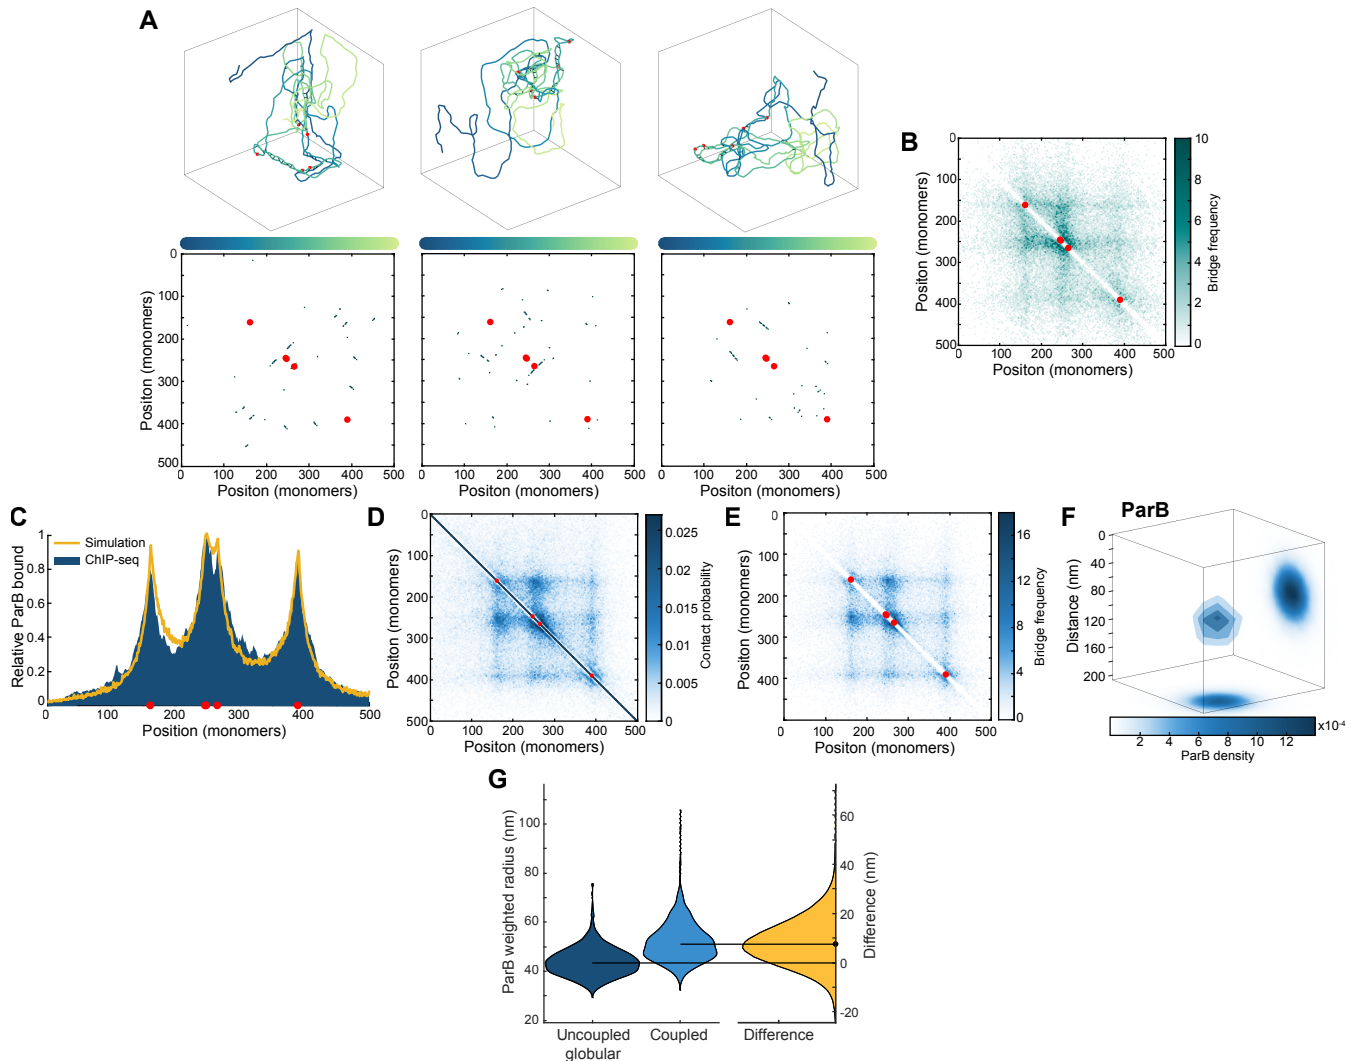 A
0
100
200
300
400
500
Positon (monomers)
0 100 200 300 400 500
Positon (monomers)
0 100 200 300 400 500
Positon (monomers)
0 100 200 300 400 500
Positon (monomers)
B
0
100
200
300
400
500
Positon (monomers)
0 100 200 300 400 500
Positon (monomers)
10
8
6
4
2
0
Bridge frequency
C
1
0.8
0.6
0.4
0.2
0
Relative ParB bound
Simulation
ChIP-seq
0 100 200 300 400 500
Position (monomers)
D
0
100
200
300
400
500
Positon (monomers)
0 100 200 300 400 500
Positon (monomers)
0.025
0.02
0.015
0.01
0.005
0
Contact probability
E
0
100
200
300
400
Positon (monomers)
0 100 200 300 400 500
Positon (monomers)
16
12
8
4
0
Bridge frequency
F
ParB
0
40
80
120
160
200
Distance (nm)
x10-4
2 4 6 8 10 12
ParB density
G
100
80
60
40
20
ParB weighted radius (nm)
60
40
20
0
-20
Difference (nm)
Uncoupled Coupled Difference
globular